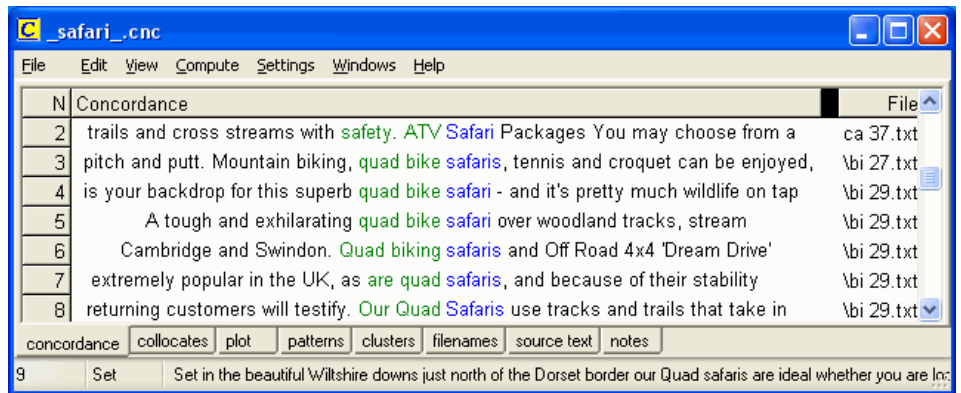 C _safari_.cnc
File Edit View Compute Settings Windows Help
N Concordance File
2 trails and cross streams with safety. ATV Safari Packages You may choose from a ca 37.txt
3 pitch and putt. Mountain biking, quad bike safaris, tennis and croquet can be enjoyed, \bi 27.txt
4 is your backdrop for this superb quad bike safari - and it's pretty much wildlife on tap \bi 29.txt
5 A tough and exhilarating quad bike safari over woodland tracks, stream \bi 29.txt
6 Cambridge and Swindon. Quad biking safaris and Off Road 4x4 'Dream Drive' \bi 29.txt
7 extremely popular in the UK, as are quad safaris, and because of their stability \bi 29.txt
8 returning customers will testify. Our Quad Safaris use tracks and trails that take in \bi 29.txt
concordance collocates plot patterns clusters filenames source text notes
9 Set Set in the beautiful Wiltshire downs just north of the Dorset border our Quad safaris are ideal whether you are